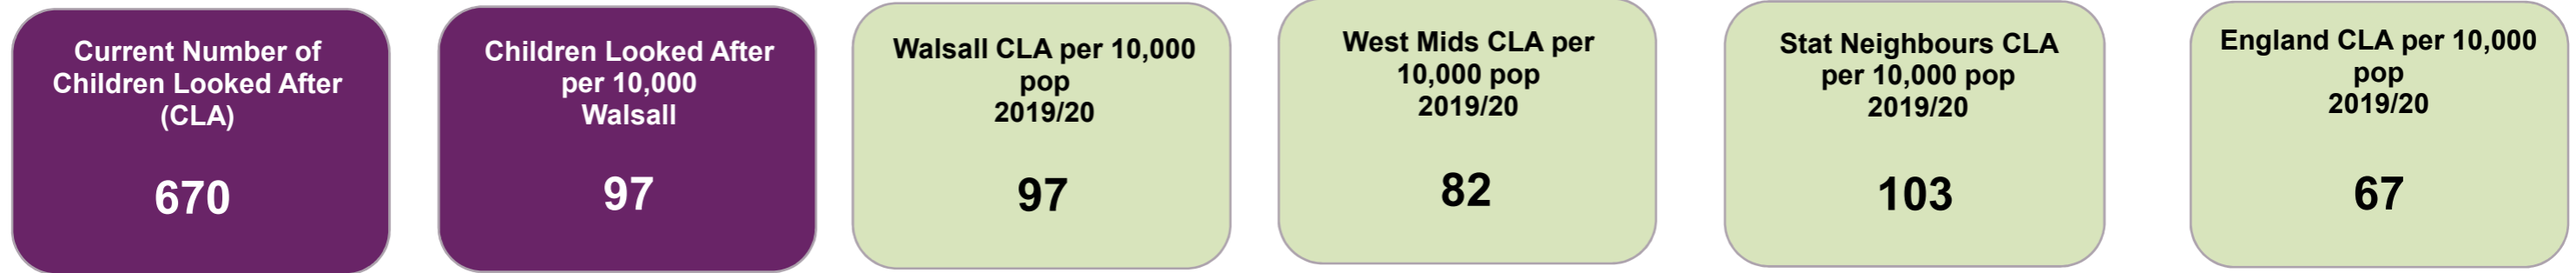 Current Number of
Children Looked After
(CLA)
670
Children Looked After
per 10,000
Walsall
97
Walsall CLA per 10,000
pop
2019/20
97
West Mids CLA per
10,000 pop
2019/20
82
Stat Neighbours CLA
per 10,000 pop
2019/20
103
England CLA per 10,000
pop
2019/20
67